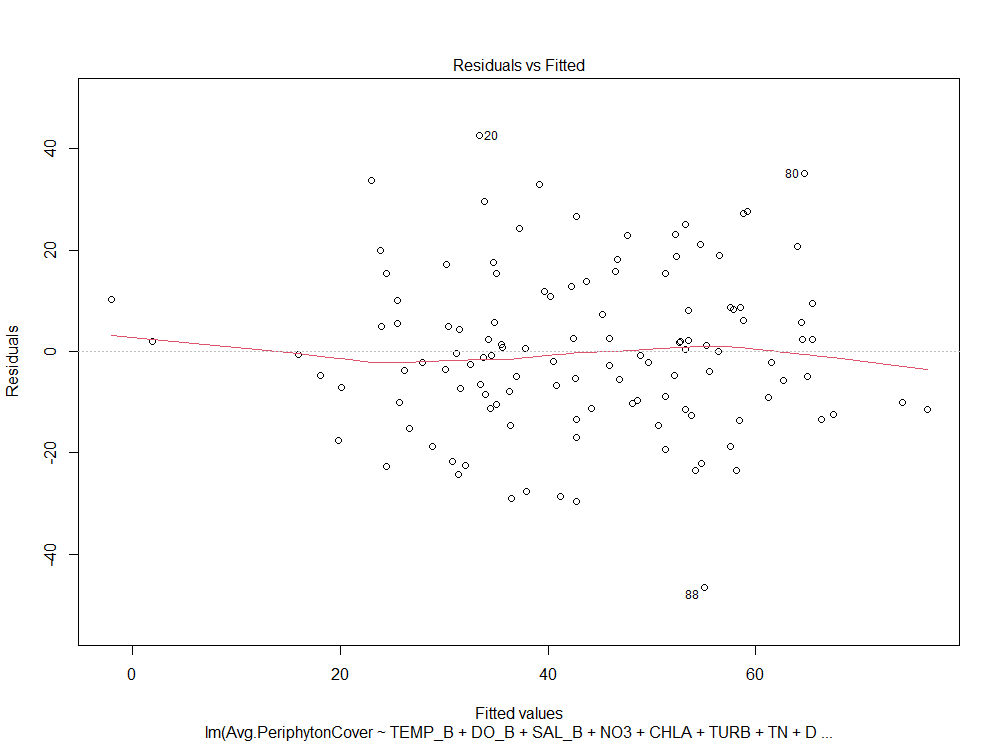 Residuals vs Fitted
Residuals
40
20
0
-20
-40
20
80
88
0 20 40 60
Fitted values
lm(Avg.PeriphytonCover ~ TEMP_B + DO_B + SAL_B + NO3 + CHLA + TURB + TN + D ...